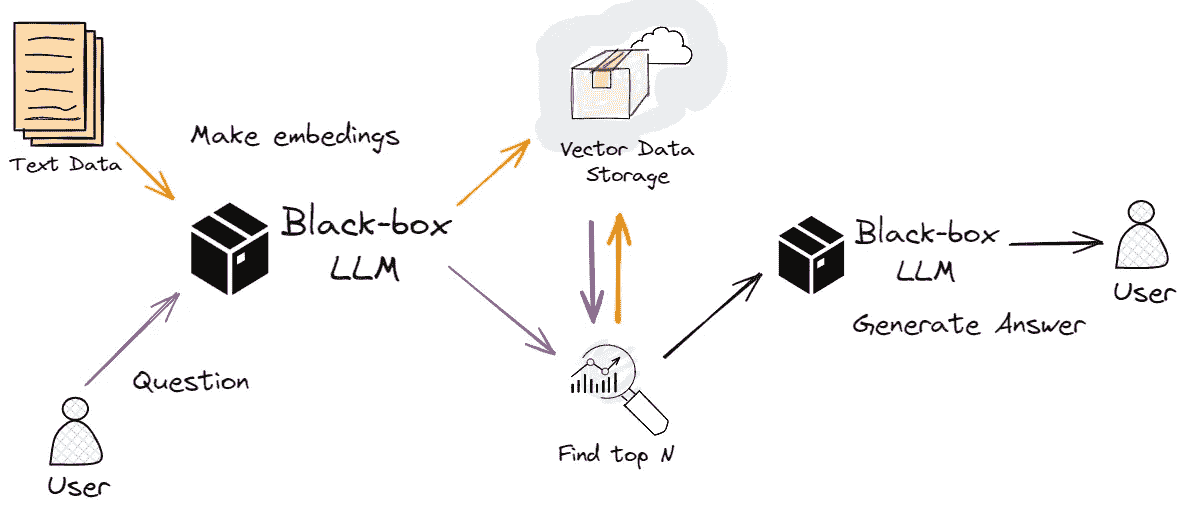 Text Data
Make embedings
Vector Data
Storage
Black-box
LLM
Question
User
Find top N
Black-box
LLM
Generate Answer
User